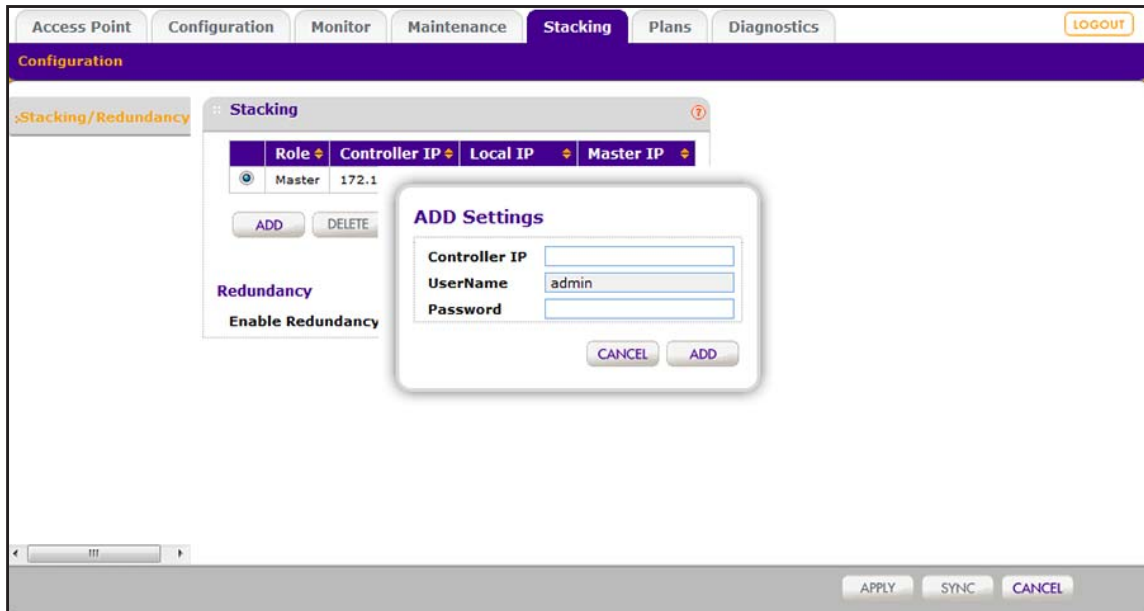 Access Point Configuration Monitor Maintenance Stacking Plans Diagnostics LOGOUT
Configuration
Stacking/Redundancy
Stacking ?
Role Controller IP Local IP Master IP
Master 172.1
ADD DELETE
Redundancy
Enable Redundancy
ADD Settings
Controller IP
UserName admin
Password
CANCEL ADD
APPLY SYNC CANCEL